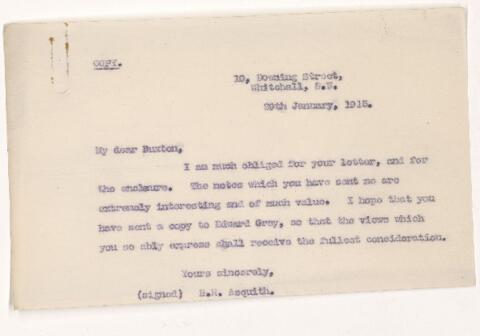 COPY.
10, Downing Street,
Whitehall, S.W.
29th January, 1915.
My dear Buxton,
I am much obliged for your letter, and for
the enclosure. The notes which you have sent me are
extremely interesting and of much value. I hope that you
have sent a copy to Edward Grey, so that the views which
you so ably express shall receive the fullest consideration.
Yours sincerely,
(signed) H.H. Asquith.